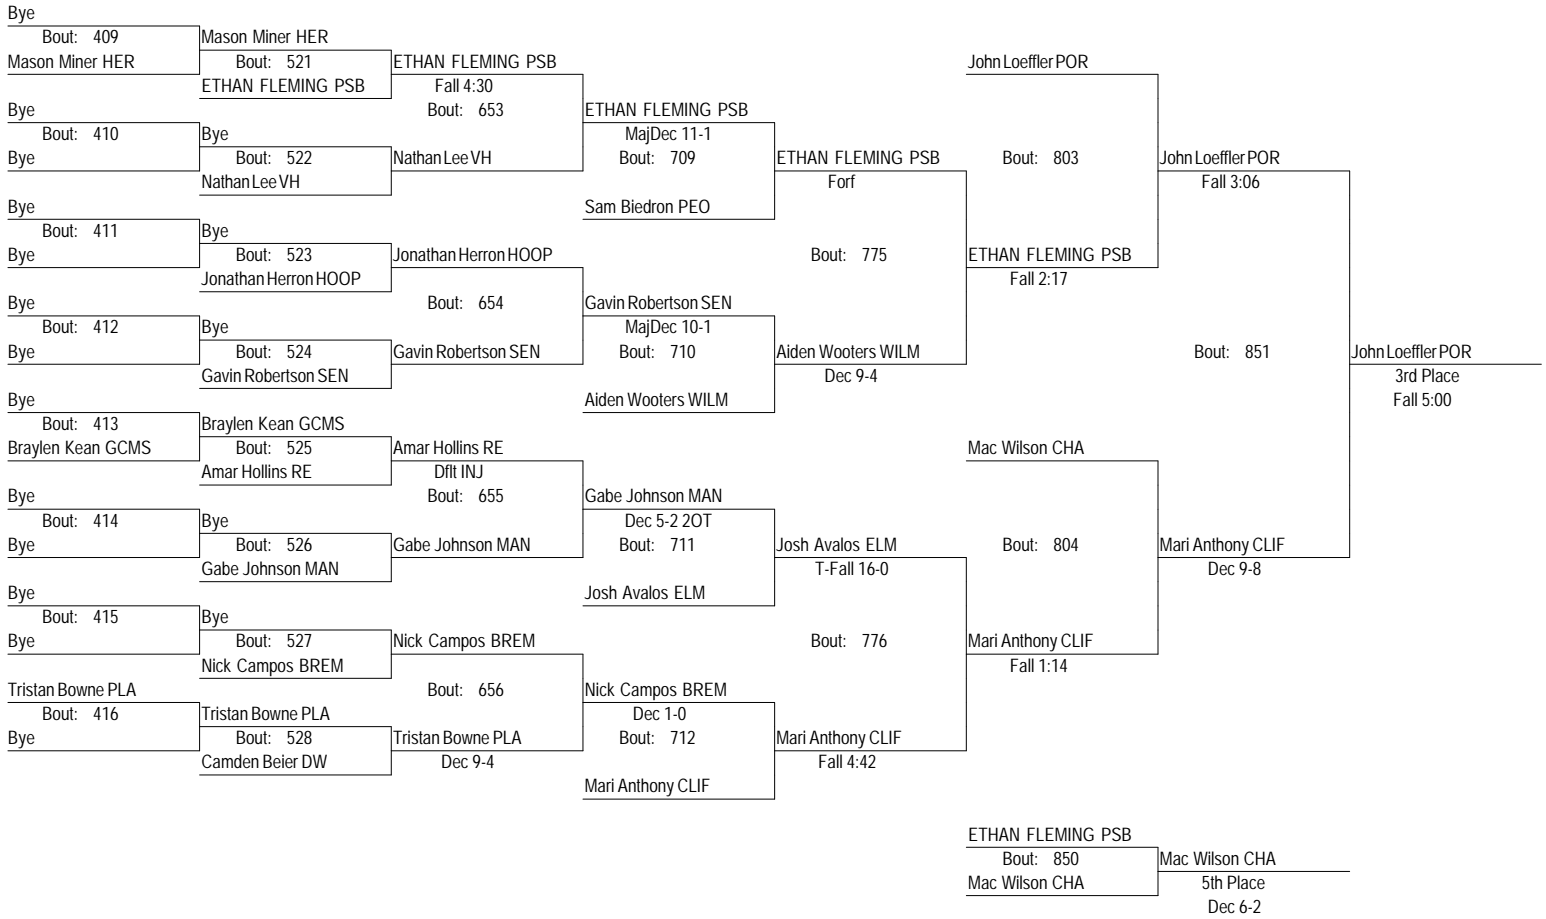 Bye
Bout: 409
Mason Miner HER
Mason Miner HER
Bout: 521
ETHAN FLEMING PSB
ETHAN FLEMING PSB
Fall 4:30
Bout: 653
Bye
Bout: 410
Bye
Bye
Bout: 522
Nathan Lee VH
Nathan Lee VH
ETHAN FLEMING PSB
MajDec 11-1
Bout: 709
Sam Biedron PEO
ETHAN FLEMING PSB
Forf
Bout: 775
Bye
Bout: 411
Bye
Bye
Bout: 523
Jonathan Herron HOOP
Jonathan Herron HOOP
Bout: 654
Bye
Bout: 412
Bye
Bye
Bout: 524
Gavin Robertson SEN
Gavin Robertson SEN
Gavin Robertson SEN
MajDec 10-1
Bout: 710
Aiden Wooters WILM
Aiden Wooters WILM
Dec 9-4
John Loeffler POR
Bout: 803
ETHAN FLEMING PSB
Fall 2:17
John Loeffler POR
Fall 3:06
Bout: 851
John Loeffler POR
3rd Place
Fall 5:00
Bye
Bout: 413
Braylen Kean GCMS
Braylen Kean GCMS
Bout: 525
Amar Hollins RE
Amar Hollins RE
Dflt INJ
Bout: 655
Bye
Bout: 414
Bye
Bye
Bout: 526
Gabe Johnson MAN
Gabe Johnson MAN
Gabe Johnson MAN
Dec 5-2 2OT
Bout: 711
Josh Avalos ELM
Josh Avalos ELM
T-Fall 16-0
Bout: 776
Bye
Bout: 415
Bye
Bye
Bout: 527
Nick Campos BREM
Nick Campos BREM
Bout: 656
Tristan Bowne PLA
Bout: 416
Bye
Tristan Bowne PLA
Bout: 528
Camden Beier DW
Tristan Bowne PLA
Dec 9-4
Nick Campos BREM
Dec 1-0
Bout: 712
Mari Anthony CLIF
Mari Anthony CLIF
Fall 4:42
Mac Wilson CHA
Bout: 804
Mari Anthony CLIF
Fall 1:14
Mari Anthony CLIF
Dec 9-8
ETHAN FLEMING PSB
Bout: 850
Mac Wilson CHA
Mac Wilson CHA
5th Place
Dec 6-2